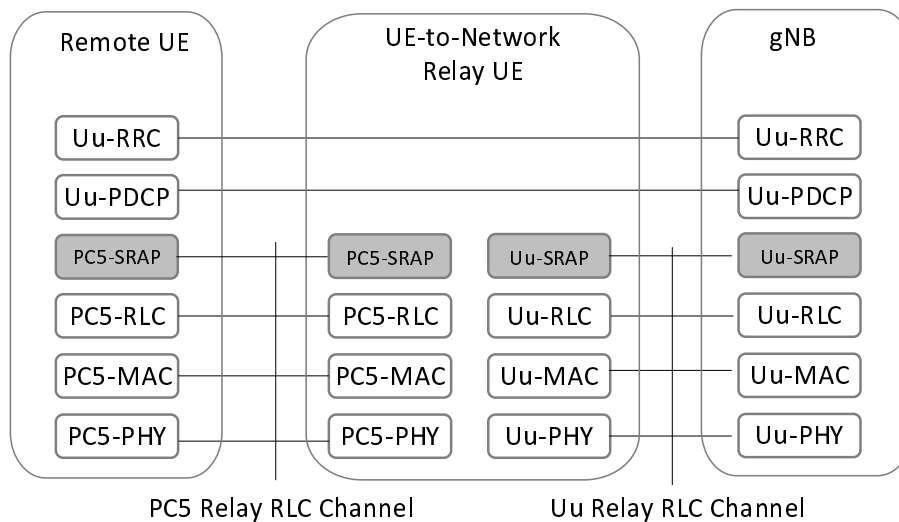 Remote UE
UE-to-Network
Relay UE
gNB
Uu-RRC
Uu-RRC
Uu-PDCP
Uu-PDCP
PC5-SRAP
PC5-SRAP
Uu-SRAP
Uu-SRAP
PC5-RLC
PC5-RLC
Uu-RLC
Uu-RLC
PC5-MAC
PC5-MAC
Uu-MAC
Uu-MAC
PC5-PHY
PC5-PHY
Uu-PHY
Uu-PHY
PC5 Relay RLC Channel
Uu Relay RLC Channel